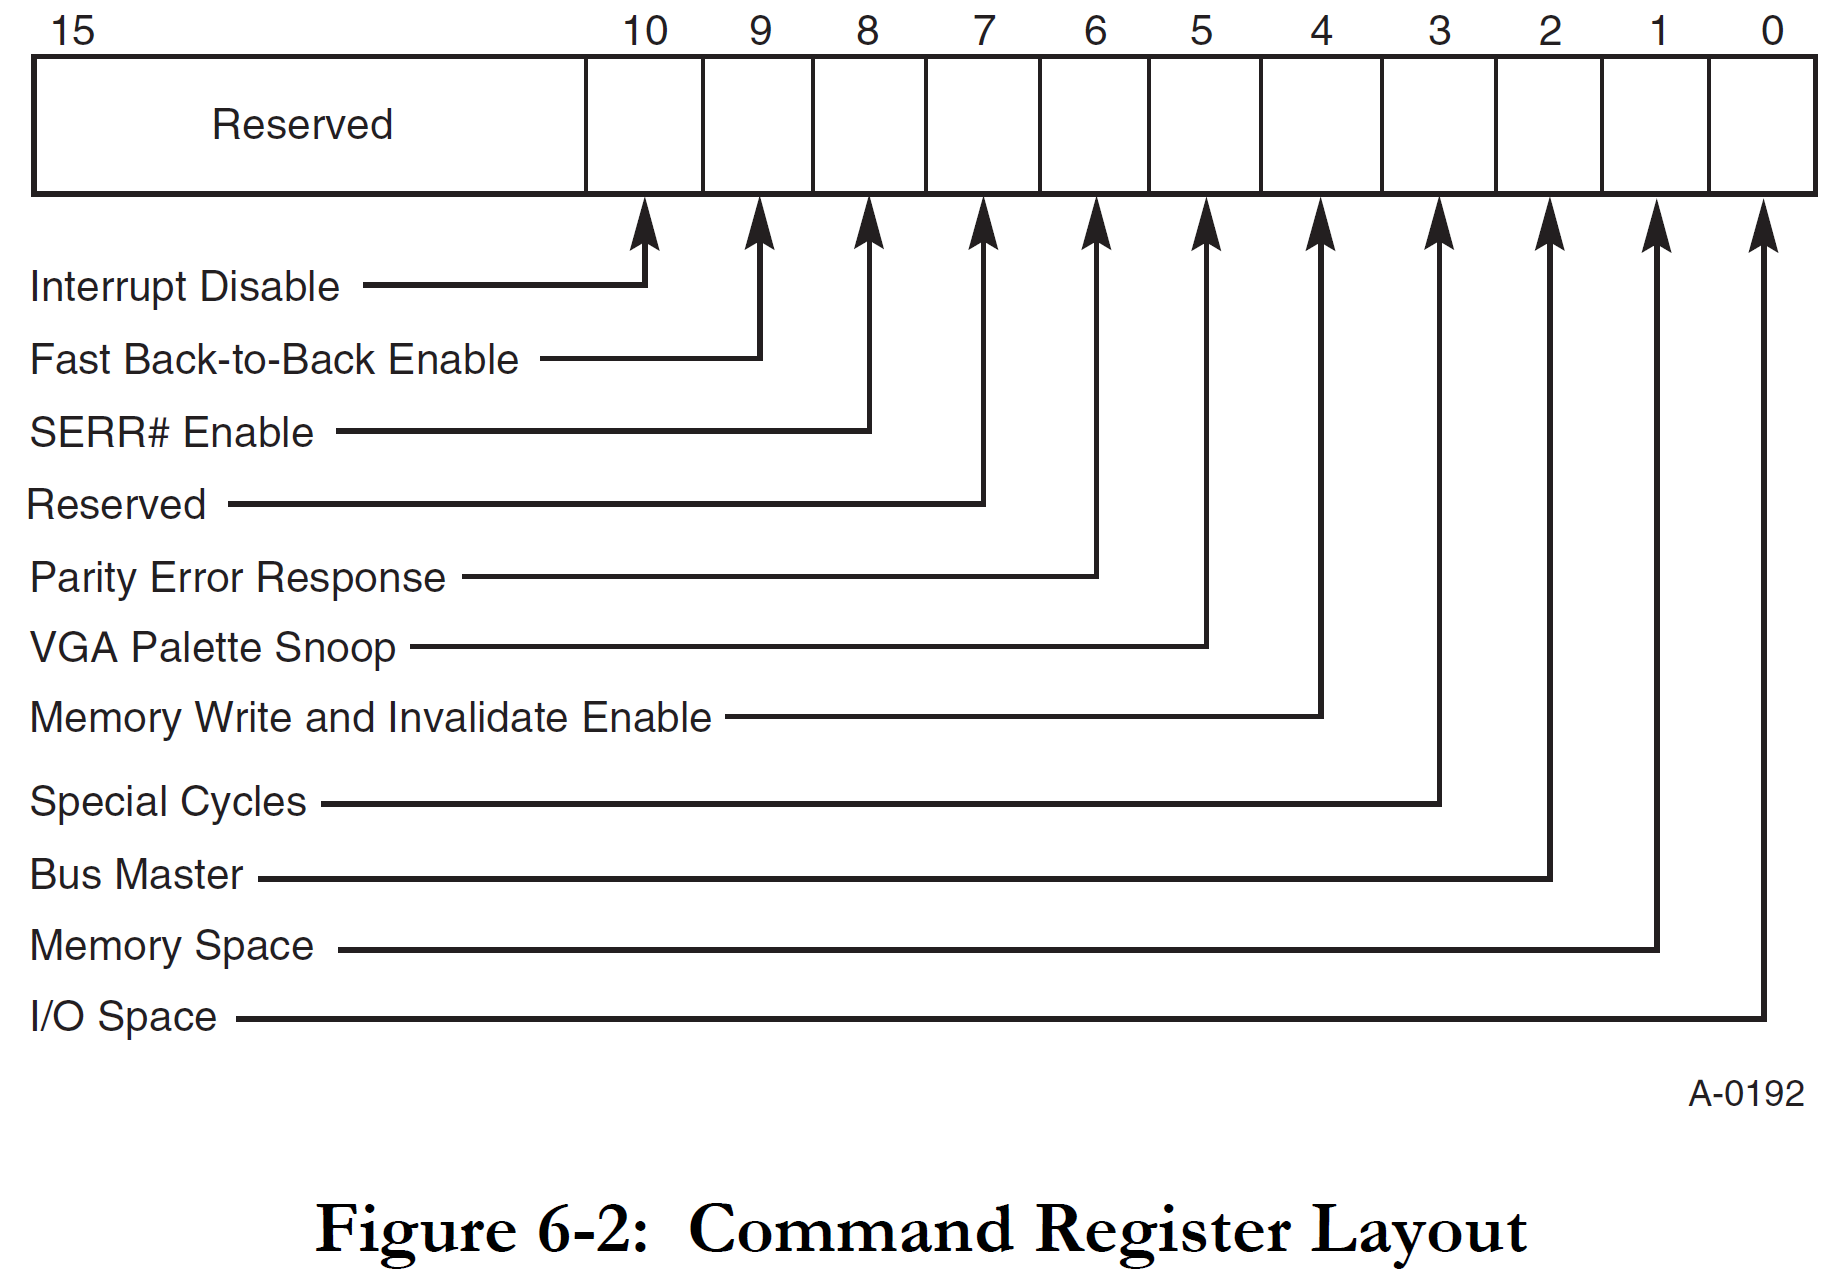 15 10 9 8 7 6 5 4 3 2 1 0
Reserved
Interrupt Disable
Fast Back-to-Back Enable
SERR# Enable
Reserved
Parity Error Response
VGA Palette Snoop
Memory Write and Invalidate Enable
Special Cycles
Bus Master
Memory Space
I/O Space
A-0192
Figure 6-2: Command Register Layout